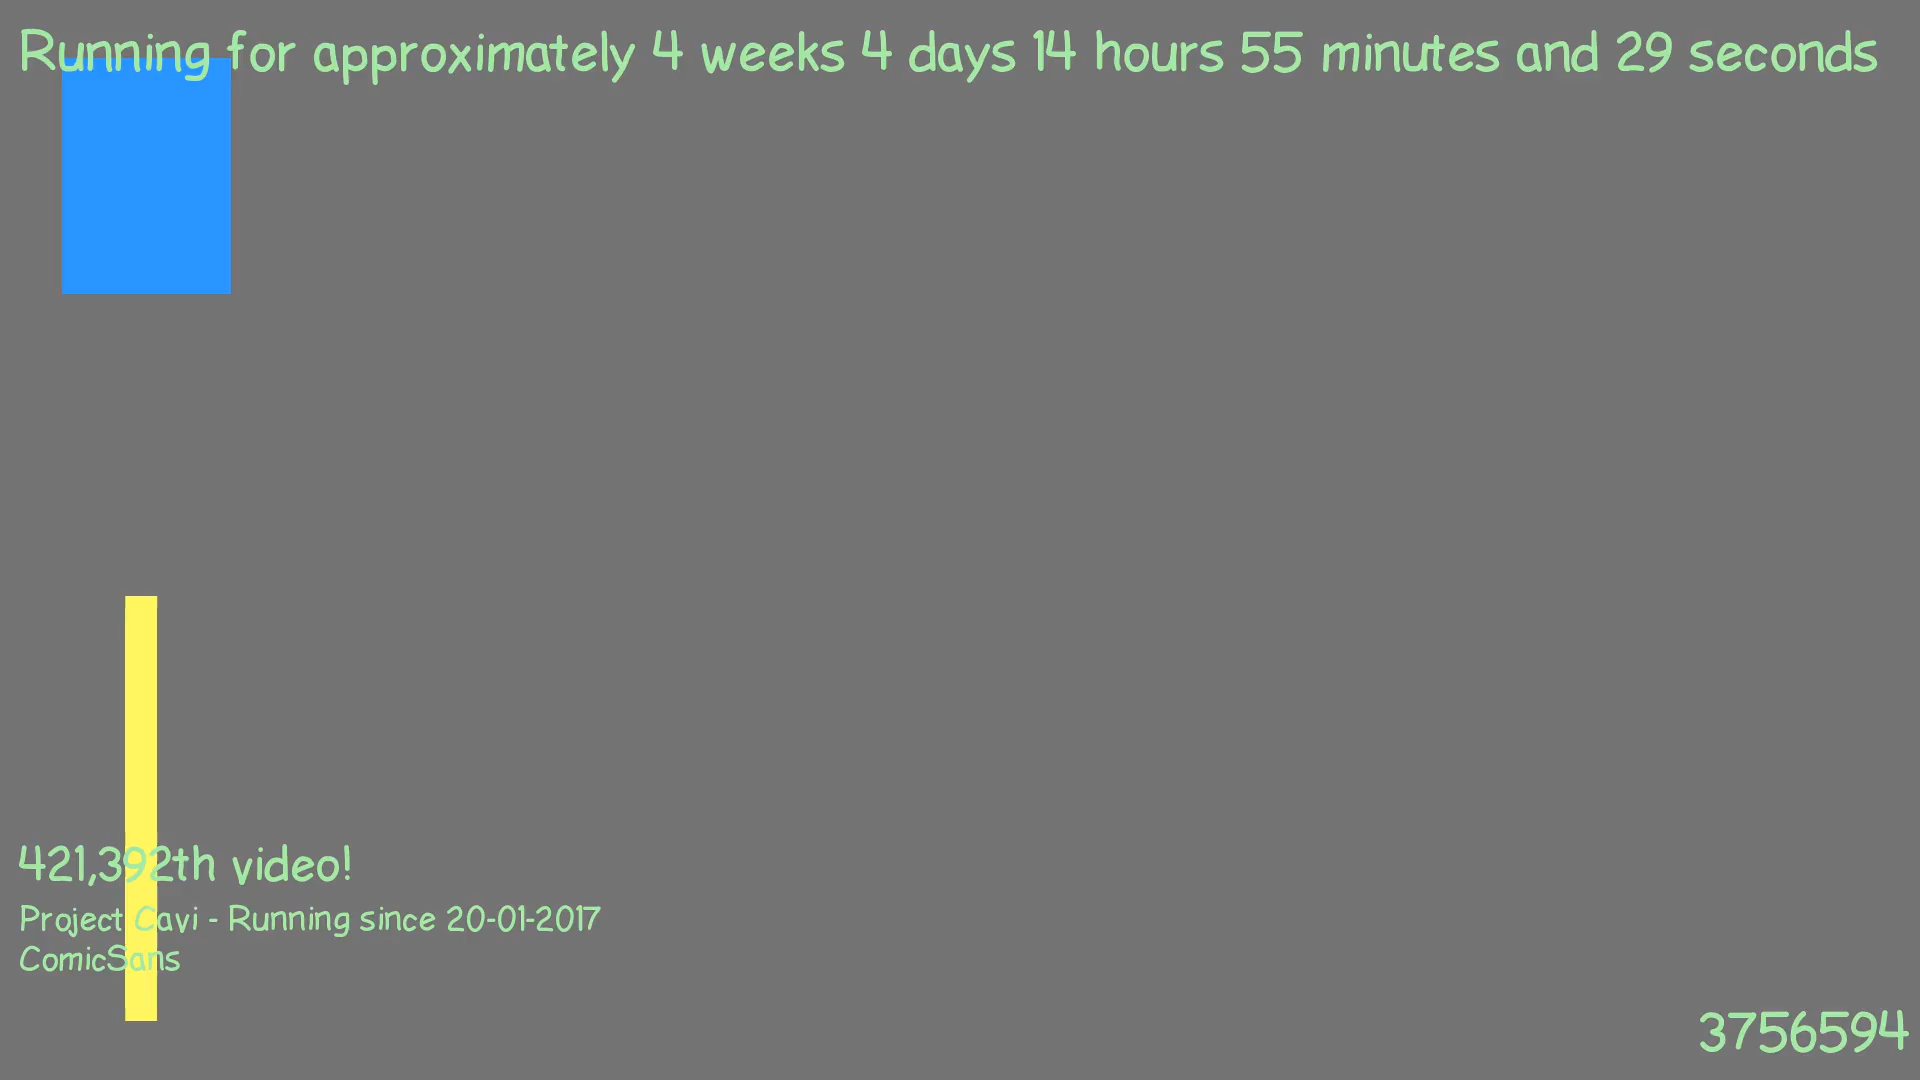 Running for approximately 4 weeks 4 days 14 hours 55 minutes and 29 seconds
421,392th video!
Project Cavi - Running since 20-01-2017
ComicSans
3756594